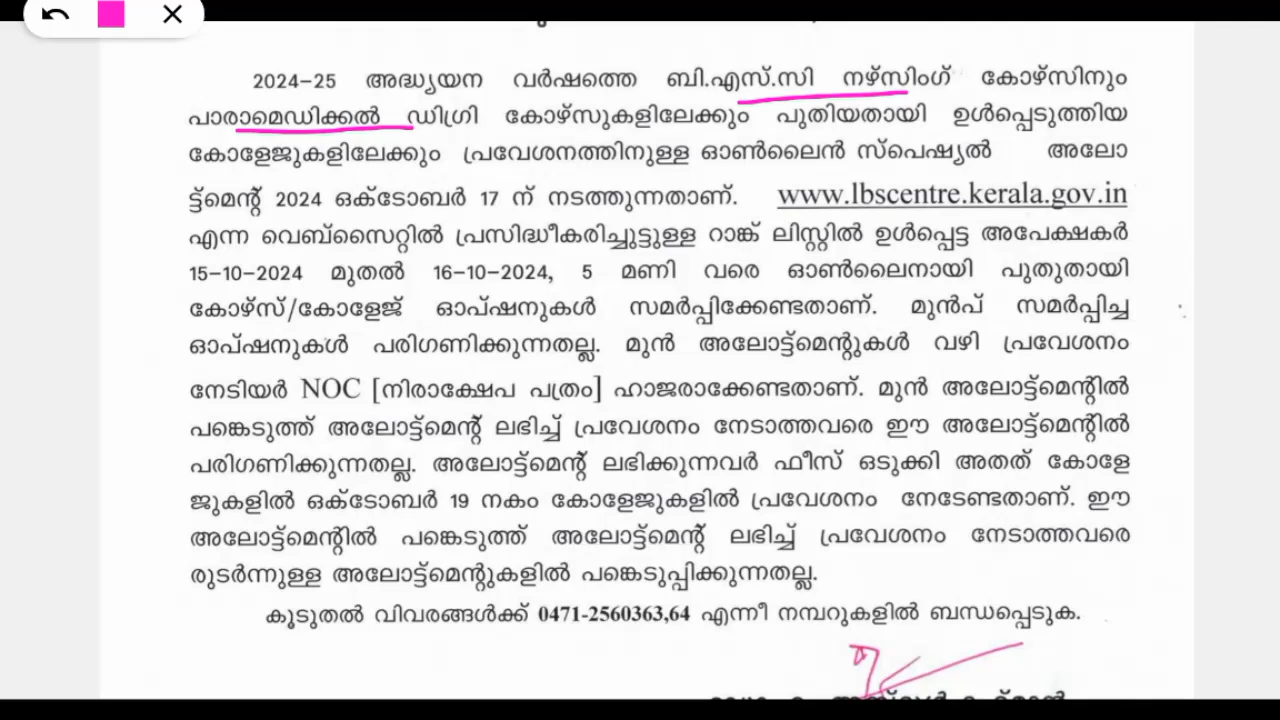 2024-25 അദ്ധ്യയന വർഷത്തെ ബി.എസ്.സി നഴ്സിംഗ് കോഴ്സിനും
പാരാമെഡിക്കൽ ഡിഗ്രി കോഴ്സുകളിലേക്കും പുതിയതായി ഉൾപ്പെടുത്തിയ
കോളേജുകളിലേക്കും പ്രവേശനത്തിനുള്ള ഓൺലൈൻ സ്പെഷ്യൽ അലോ
ട്ട്മെന്റ് 2024 ഒക്ടോബർ 17 ന് നടത്തുന്നതാണ്. www.lbscentre.kerala.gov.in
എന്ന വെബ്സൈറ്റിൽ പ്രസിദ്ധീകരിച്ചുട്ടുള്ള റാങ്ക് ലിസ്റ്റിൽ ഉൾപ്പെട്ട അപേക്ഷകർ
15-10-2024 മുതൽ 16-10-2024, 5 മണി വരെ ഓൺലൈനായി പുതുതായി
കോഴ്സ്/കോളേജ് ഓപ്ഷനുകൾ സമർപ്പിക്കേണ്ടതാണ്. മുൻപ് സമർപ്പിച്ച
ഓപ്ഷനുകൾ പരിഗണിക്കുന്നതല്ല. മുൻ അലോട്ട്മെന്റുകൾ വഴി പ്രവേശനം
നേടിയർ NOC [നിരാക്ഷേപ പത്രം] ഹാജരാക്കേണ്ടതാണ്. മുൻ അലോട്ട്മെന്റിൽ
പങ്കെടുത്ത് അലോട്ട്മെന്റ് ലഭിച്ച് പ്രവേശനം നേടാത്തവരെ ഈ അലോട്ട്മെന്റിൽ
പരിഗണിക്കുന്നതല്ല. അലോട്ട്മെന്റ് ലഭിക്കുന്നവർ ഫീസ് ഒടുക്കി അതത് കോളേ
ജുകളിൽ ഒക്ടോബർ 19 നകം കോളേജുകളിൽ പ്രവേശനം നേടേണ്ടതാണ്. ഈ
അലോട്ട്മെന്റിൽ പങ്കെടുത്ത് അലോട്ട്മെന്റ് ലഭിച്ച് പ്രവേശനം നേടാത്തവരെ
രുടർന്നുള്ള അലോട്ട്മെന്റുകളിൽ പങ്കെടുപ്പിക്കുന്നതല്ല.
കൂടുതൽ വിവരങ്ങൾക്ക് 0471-2560363,64 എന്നീ നമ്പറുകളിൽ ബന്ധപ്പെടുക.